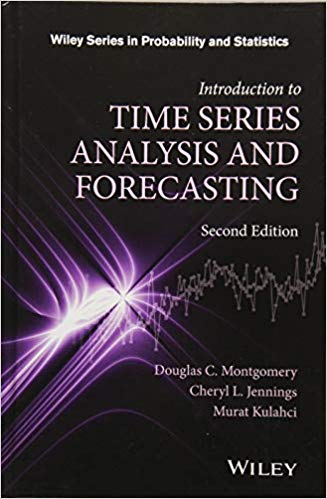 Wiley Series in Probability and Statistics
Introduction to
TIME SERIES
ANALYSIS AND
FORECASTING
Second Edition
Douglas C. Montgomery
Cheryl L. Jennings
Murat Kulahci
WILEY